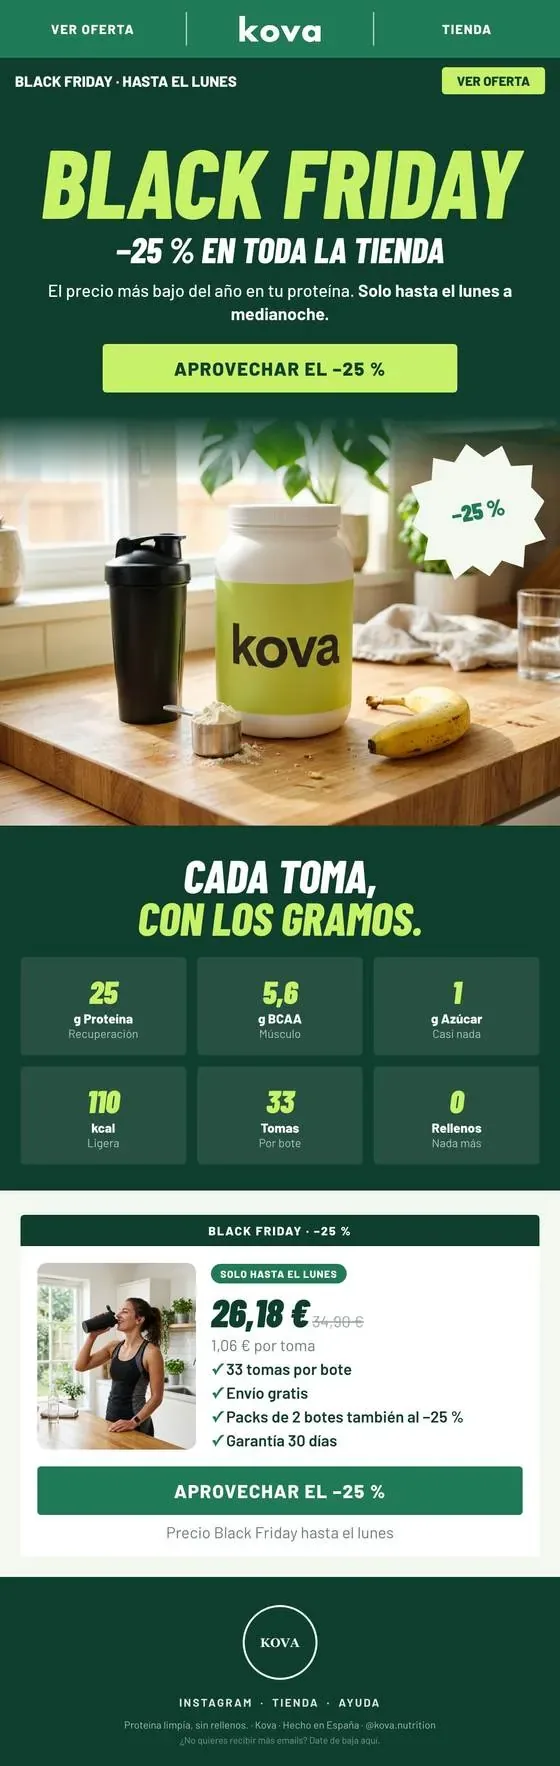 VER OFERTA
kova
TIENDA
BLACK FRIDAY · HASTA EL LUNES
VER OFERTA
BLACK FRIDAY
–25 % EN TODA LA TIENDA
El precio más bajo del año en tu proteína. Solo hasta el lunes a
medianoche.
APROVECHAR EL –25 %
–25 %
kova
CADA TOMA,
CON LOS GRAMOS.
25
g Proteína
Recuperación
5,6
g BCAA
Músculo
1
g Azúcar
Casi nada
110
kcal
Ligera
33
Tomas
Por bote
0
Rellenos
Nada más
BLACK FRIDAY · –25 %
SOLO HASTA EL LUNES
26,18 € 34,90 €
1,06 € por toma
✓33 tomas por bote
✓Envío gratis
✓Packs de 2 botes también al –25 %
✓Garantía 30 días
APROVECHAR EL –25 %
Precio Black Friday hasta el lunes
KOVA
INSTAGRAM · TIENDA · AYUDA
Proteína limpia, sin rellenos. · Kova · Hecho en España · @kova.nutrition
¿No quieres recibir más emails? Date de baja aquí.